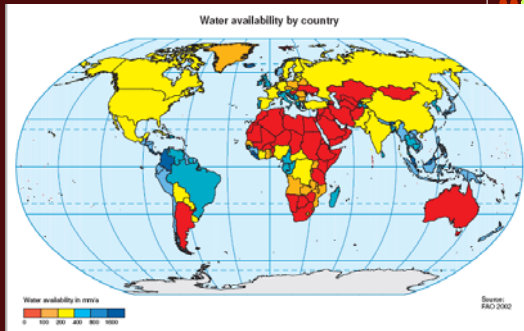 Water availability by country
Water availability in mm/a
0 100 200 400 800 1600
Source:
FAO 2002